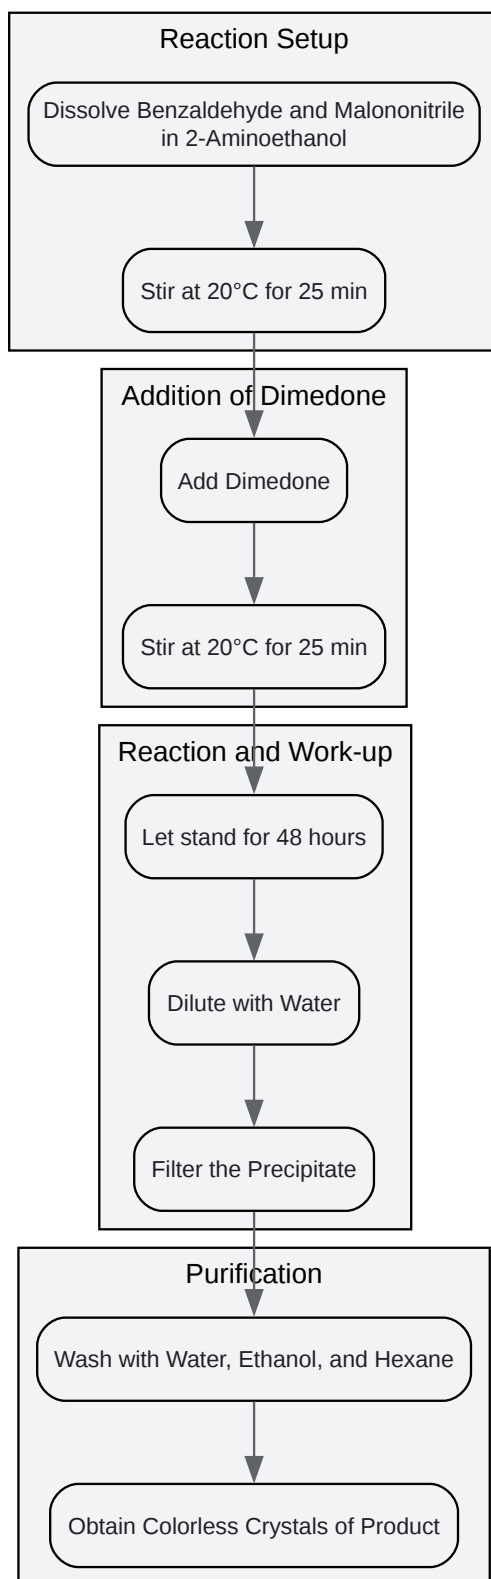 Reaction Setup
Dissolve Benzaldehyde and Malononitrile
in 2-Aminoethanol
Stir at 20°C for 25 min
Addition of Dimedone
Add Dimedone
Stir at 20°C for 25 min
Reaction and Work-up
Let stand for 48 hours
Dilute with Water
Filter the Precipitate
Purification
Wash with Water, Ethanol, and Hexane
Obtain Colorless Crystals of Product